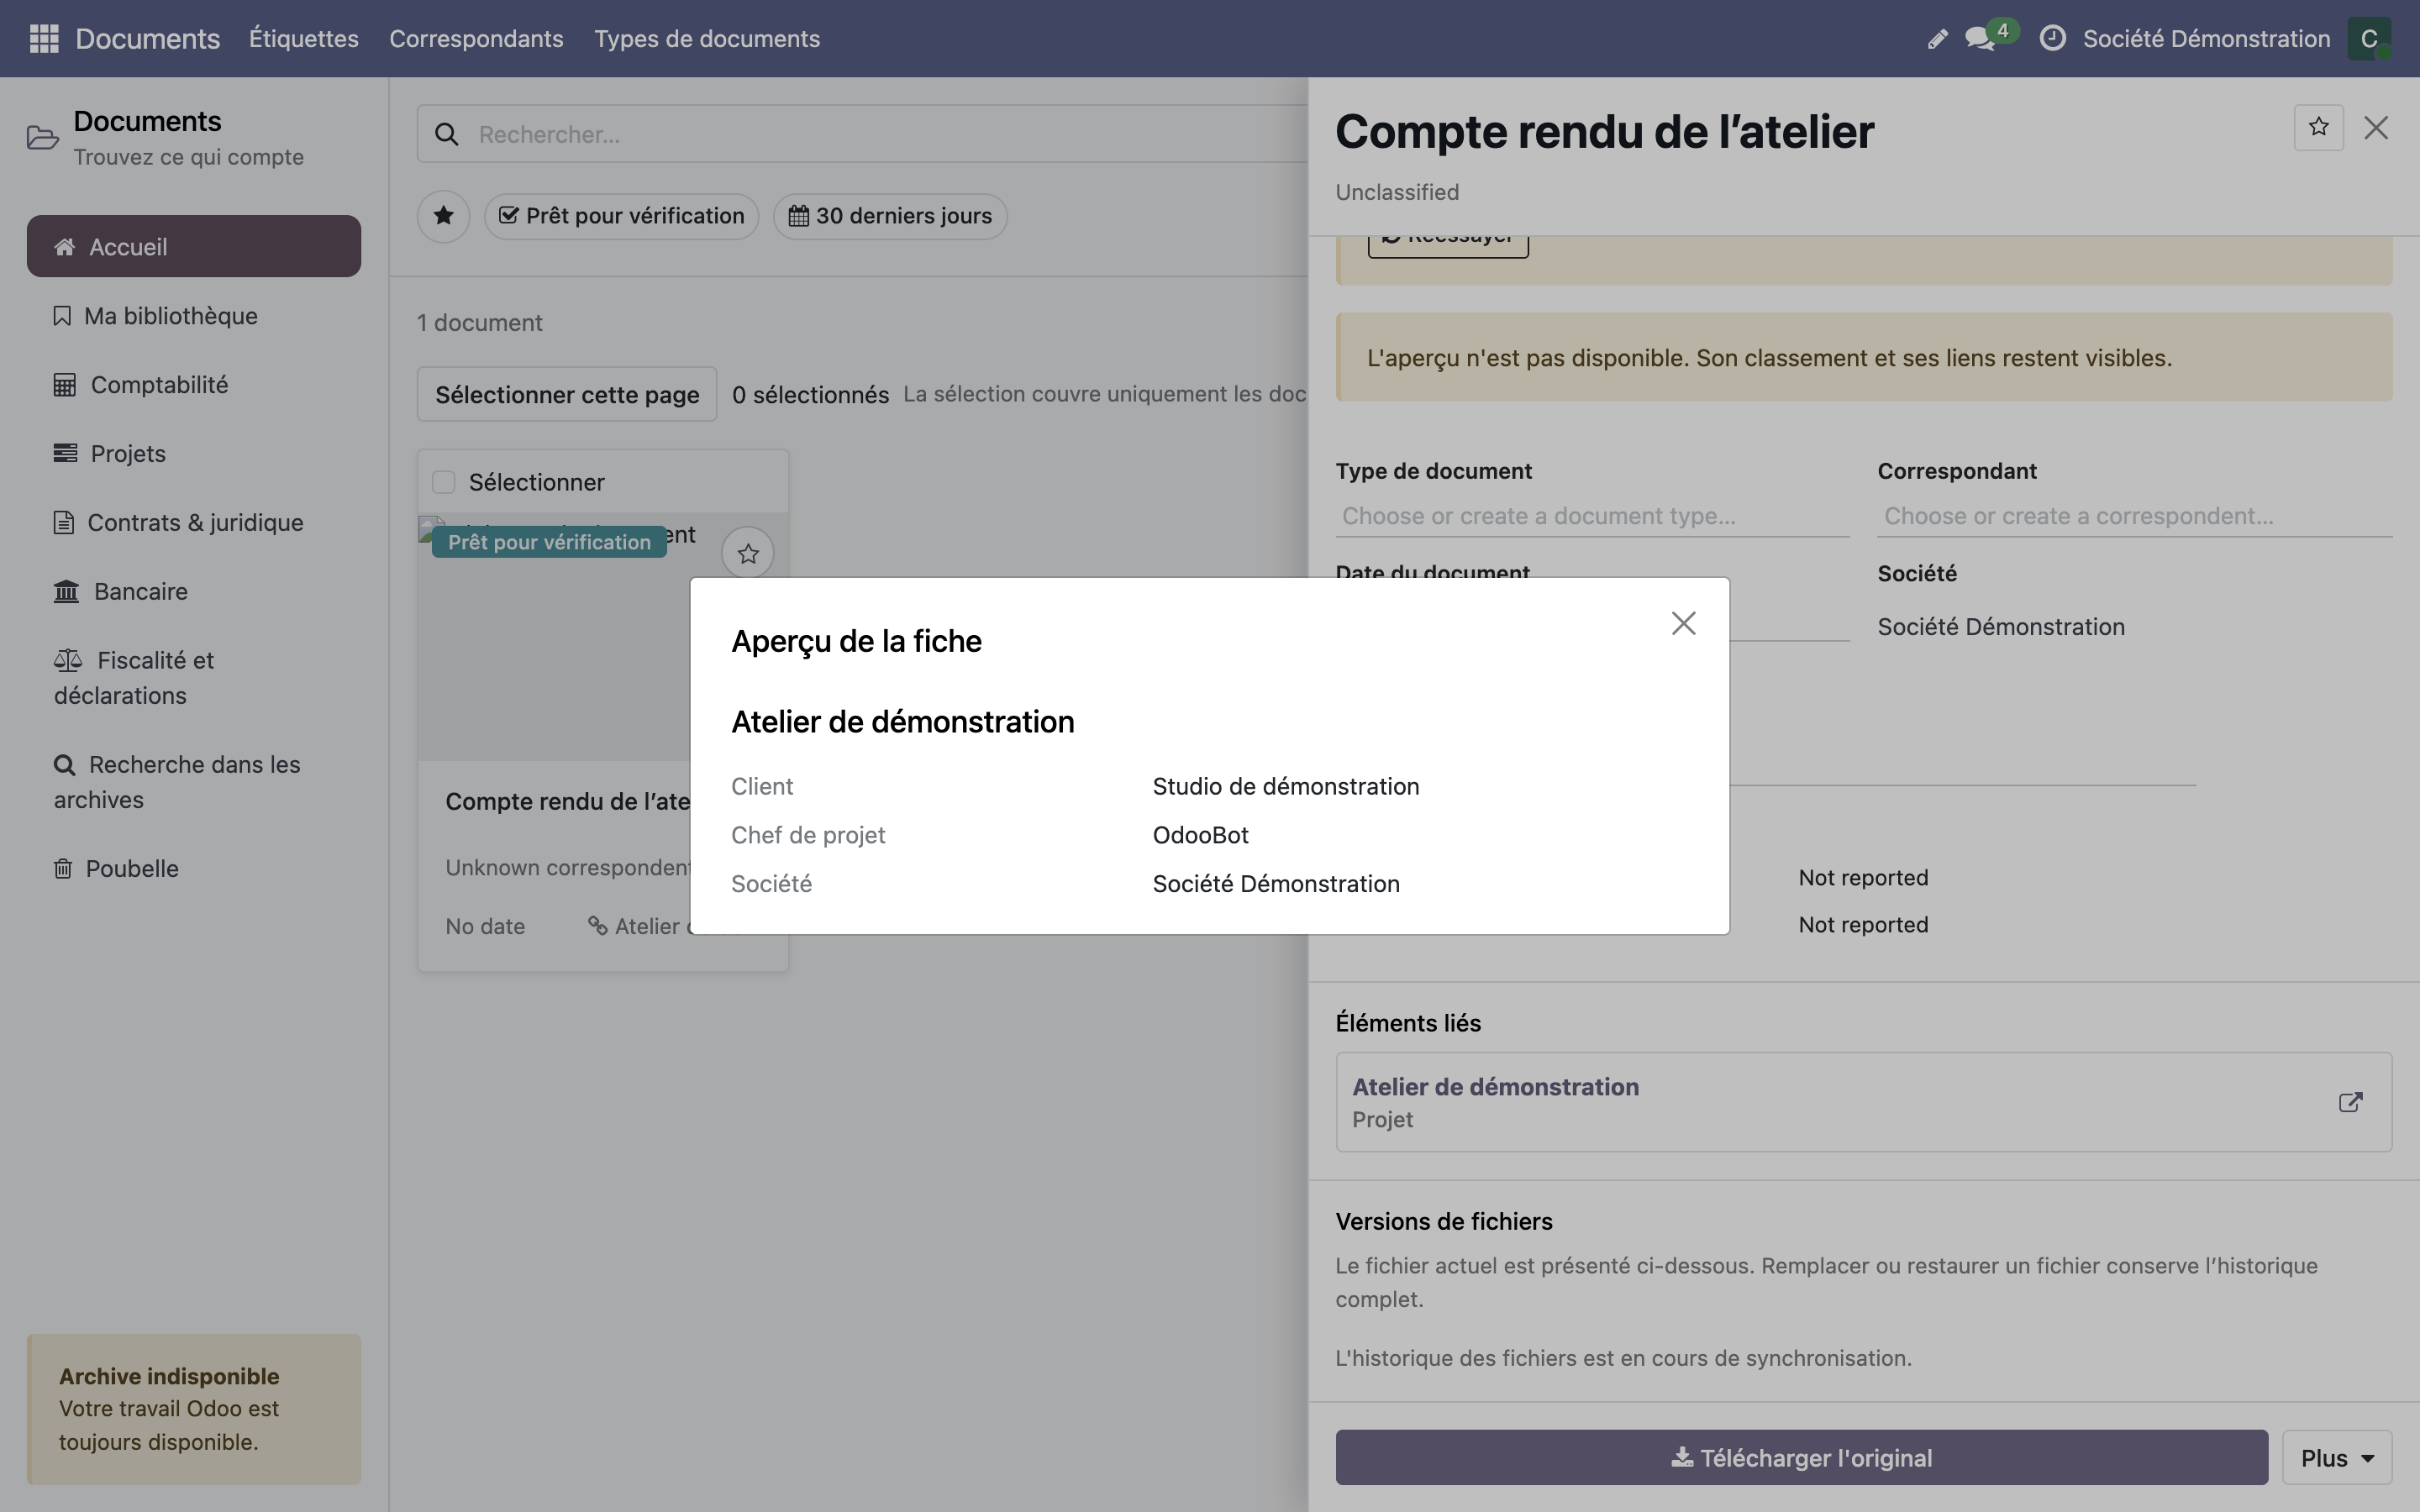 Documents
Étiquettes
Correspondants
Types de documents
4
Société Démonstration
C
Documents
Trouvez ce qui compte
Accueil
Ma bibliothèque
Comptabilité
Projets
Contrats & juridique
Bancaire
Fiscalité et
déclarations
Recherche dans les
archives
Poubelle
Archive indisponible
Votre travail Odoo est
toujours disponible.
Rechercher...
Prêt pour vérification
30 derniers jours
1 document
Sélectionner cette page
0 sélectionnés
La sélection couvre uniquement les doc
Sélectionner
Prêt pour vérification
Compte rendu de l’ate
Unknown correspondent
No date
Atelier
Aperçu de la fiche
Atelier de démonstration
Client
Studio de démonstration
Chef de projet
OdooBot
Société
Société Démonstration
Compte rendu de l’atelier
Unclassified
Réessayer
L'aperçu n'est pas disponible. Son classement et ses liens restent visibles.
Type de document
Correspondant
Choose or create a document type...
Choose or create a correspondent...
Date du document
Société
Société Démonstration
Not reported
Not reported
Éléments liés
Atelier de démonstration
Projet
Versions de fichiers
Le fichier actuel est présenté ci-dessous. Remplacer ou restaurer un fichier conserve l’historique
complet.
L'historique des fichiers est en cours de synchronisation.
Télécharger l'original
Plus